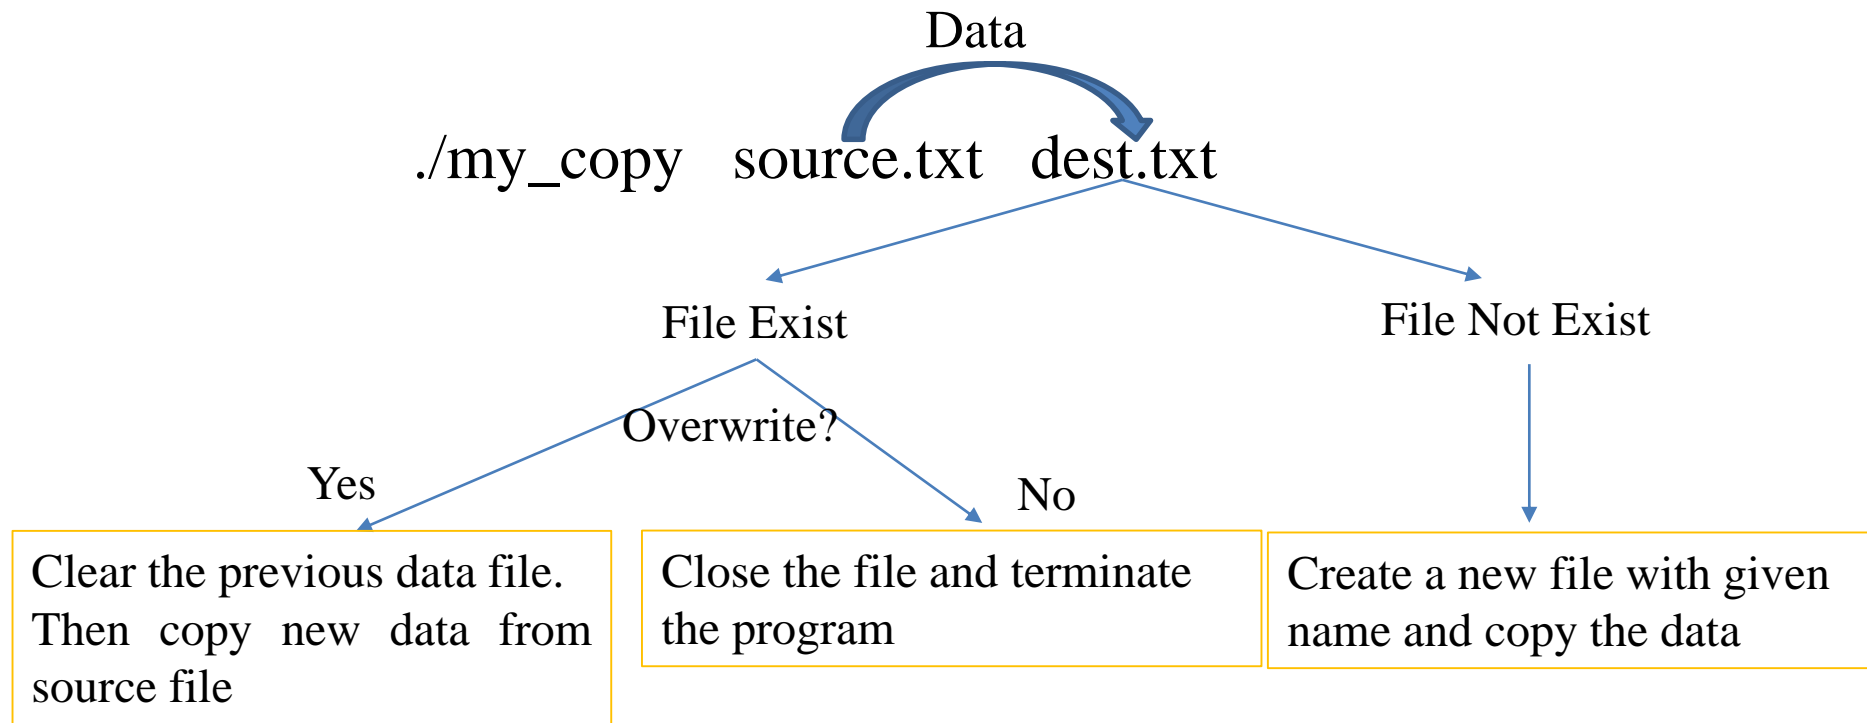 Data
./my_copy source.txt dest.txt
File Exist
File Not Exist
Overwrite?
Yes
No
Clear the previous data file.
Then copy new data from
source file
Close the file and terminate
the program
Create a new file with given
name and copy the data